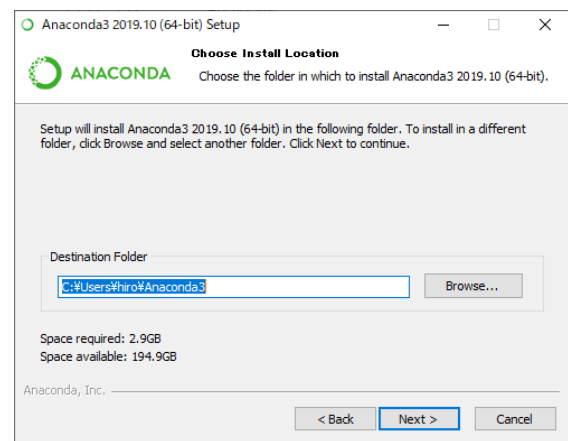 Anaconda3 2019.10 (64-bit) Setup
Choose Install Location
ANACONDA
Choose the folder in which to install Anaconda3 2019.10 (64-bit).
Setup will install Anaconda3 2019.10 (64-bit) in the following folder. To install in a different
folder, click Browse and select another folder. Click Next to continue.
Destination Folder
C:¥Users¥hiro¥Anaconda3
Browse...
Space required: 2.9GB
Space available: 194.9GB
Anaconda, Inc.
< Back
Next >
Cancel